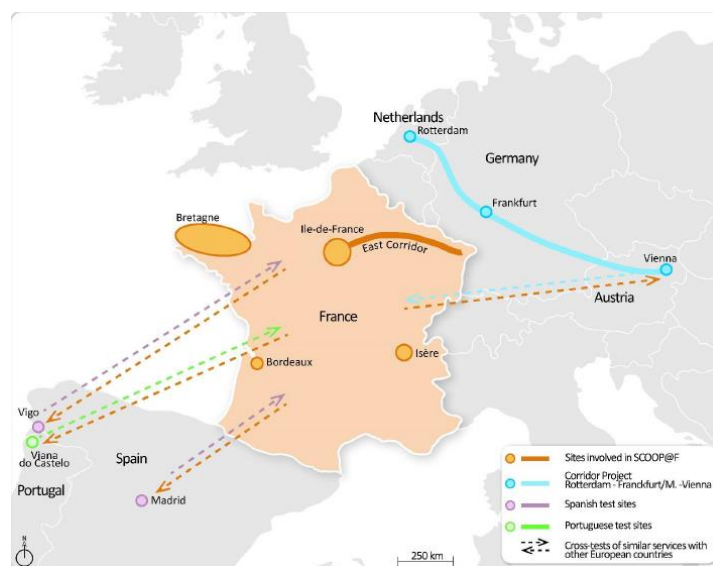 Netherlands
Rotterdam
Germany
Frankfurt
Bretagne
Ile-de-France
East Corridor
Vienna
Austria
France
Isère
Bordeaux
Vigo
Viana
do Castelo
Spain
Portugal
Madrid
Sites involved in SCOOP@F
Corridor Project
Rotterdam - Franckfurt/M. -Vienna
Spanish test sites
Portuguese test sites
Cross-tests of similar services with
other European countries
N
250 km